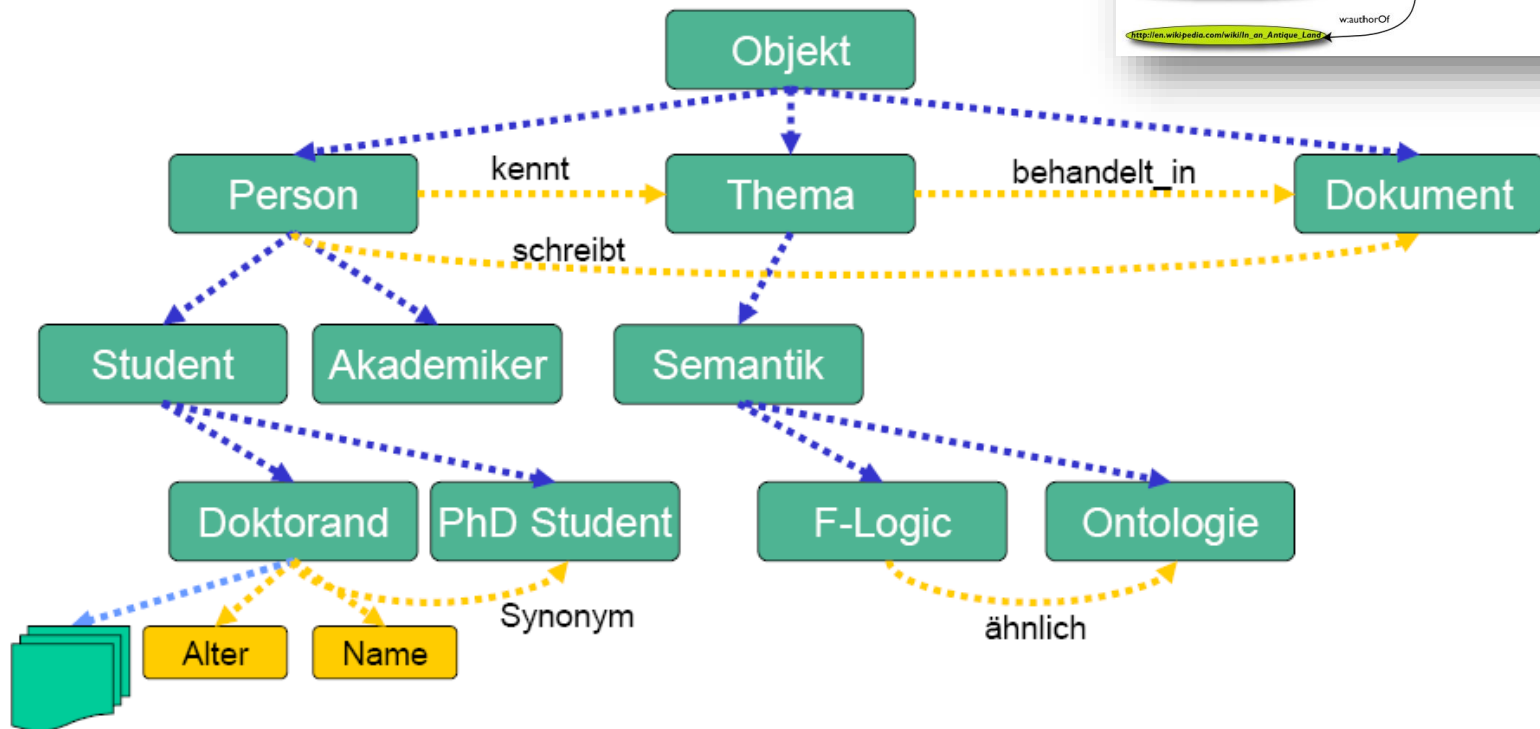 w:authorOf
http://en.wikipedia.com/wiki/In_an_Antique_Land
Objekt
Person
kennt
Thema
behandelt_in
Dokument
schreibt
Student
Akademiker
Semantik
Doktorand
PhD Student
F-Logic
Ontologie
Synonym
ähnlich
Alter
Name